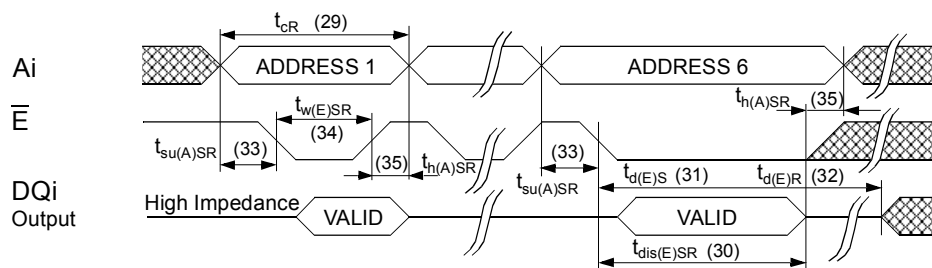 t_cR (29)
Ai ADDRESS 1 ADDRESS 6
E̅ t_w(E)SR t_h(A)SR (35)
(34)
t_su(A)SR (33) (35) t_h(A)SR (33)
t_su(A)SR t_d(E)S (31) t_d(E)R (32)
DQi
Output High Impedance VALID VALID
t_dis(E)SR (30)